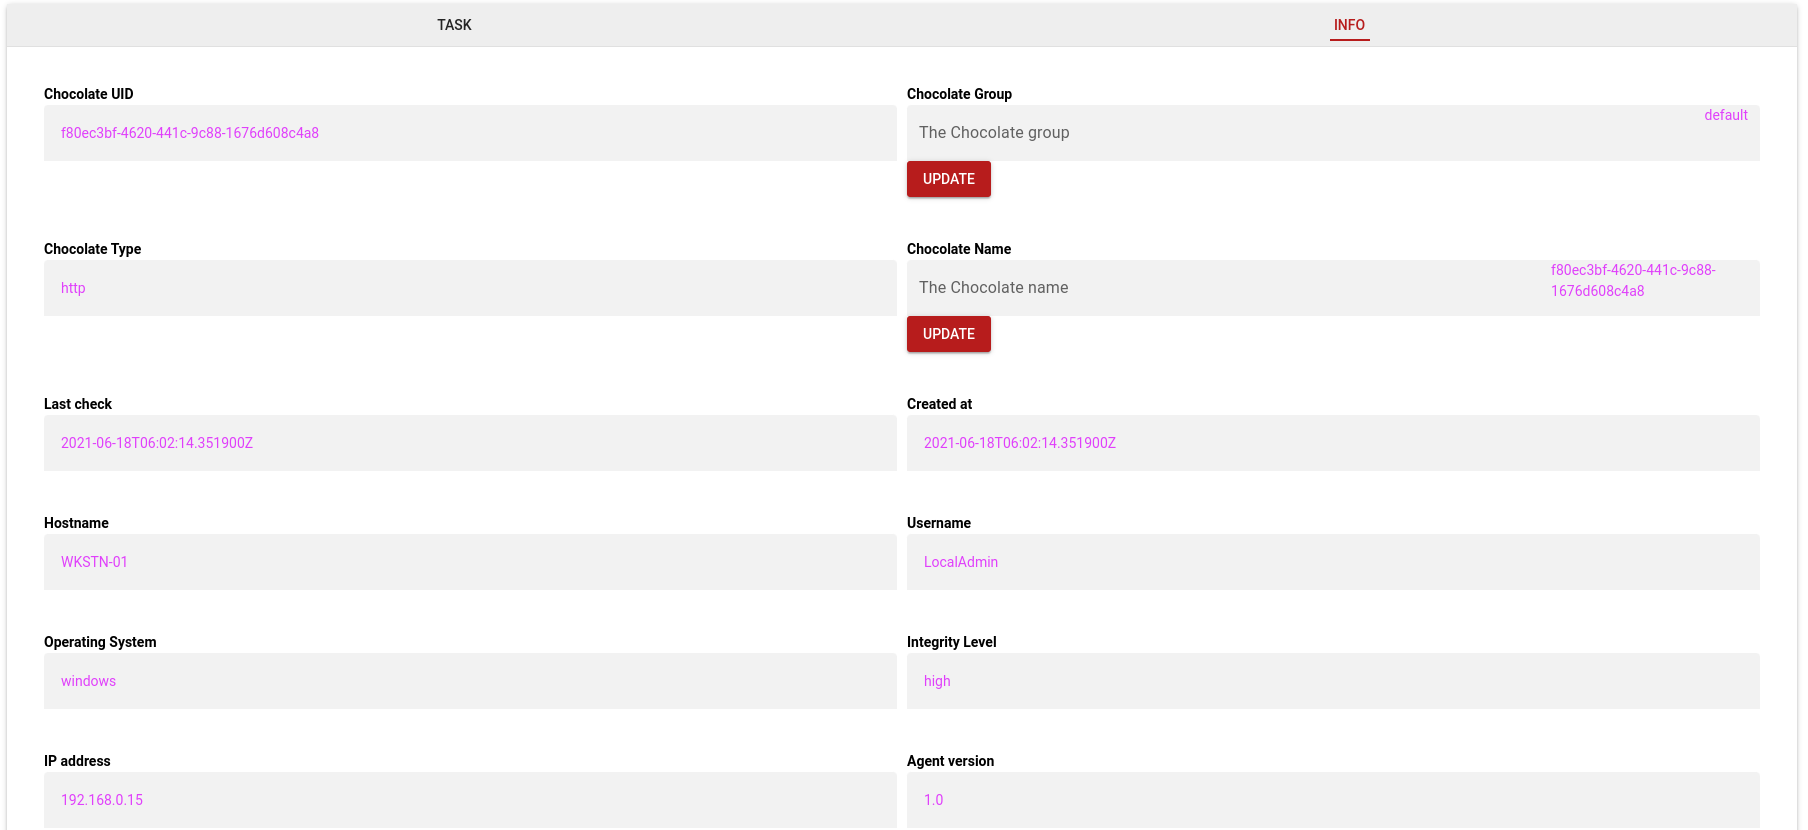 TASK
INFO
Chocolate UID
Chocolate Group
f80ec3bf-4620-441c-9c88-1676d608c4a8
The Chocolate group
default
UPDATE
Chocolate Type
Chocolate Name
http
The Chocolate name
f80ec3bf-4620-441c-9c88-
1676d608c4a8
UPDATE
Last check
Created at
2021-06-18T06:02:14.351900Z
2021-06-18T06:02:14.351900Z
Hostname
Username
WKSTN-01
LocalAdmin
Operating System
Integrity Level
windows
high
IP address
Agent version
192.168.0.15
1.0